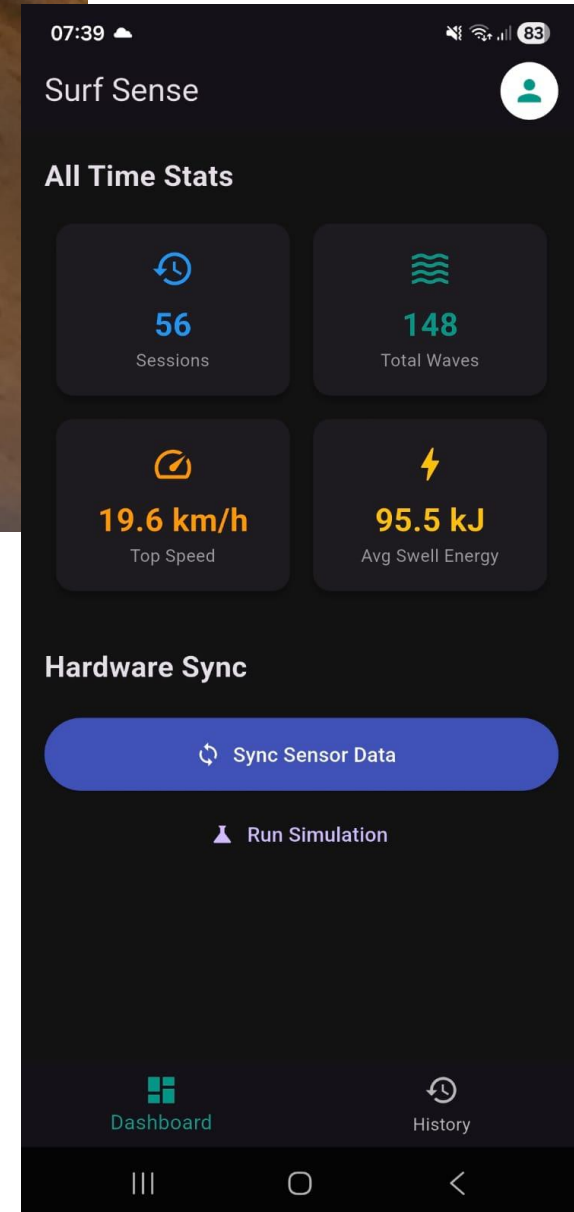 07:39
83
Surf Sense
All Time Stats
56
Sessions
148
Total Waves
19.6 km/h
Top Speed
95.5 kJ
Avg Swell Energy
Hardware Sync
Sync Sensor Data
Run Simulation
Dashboard
History